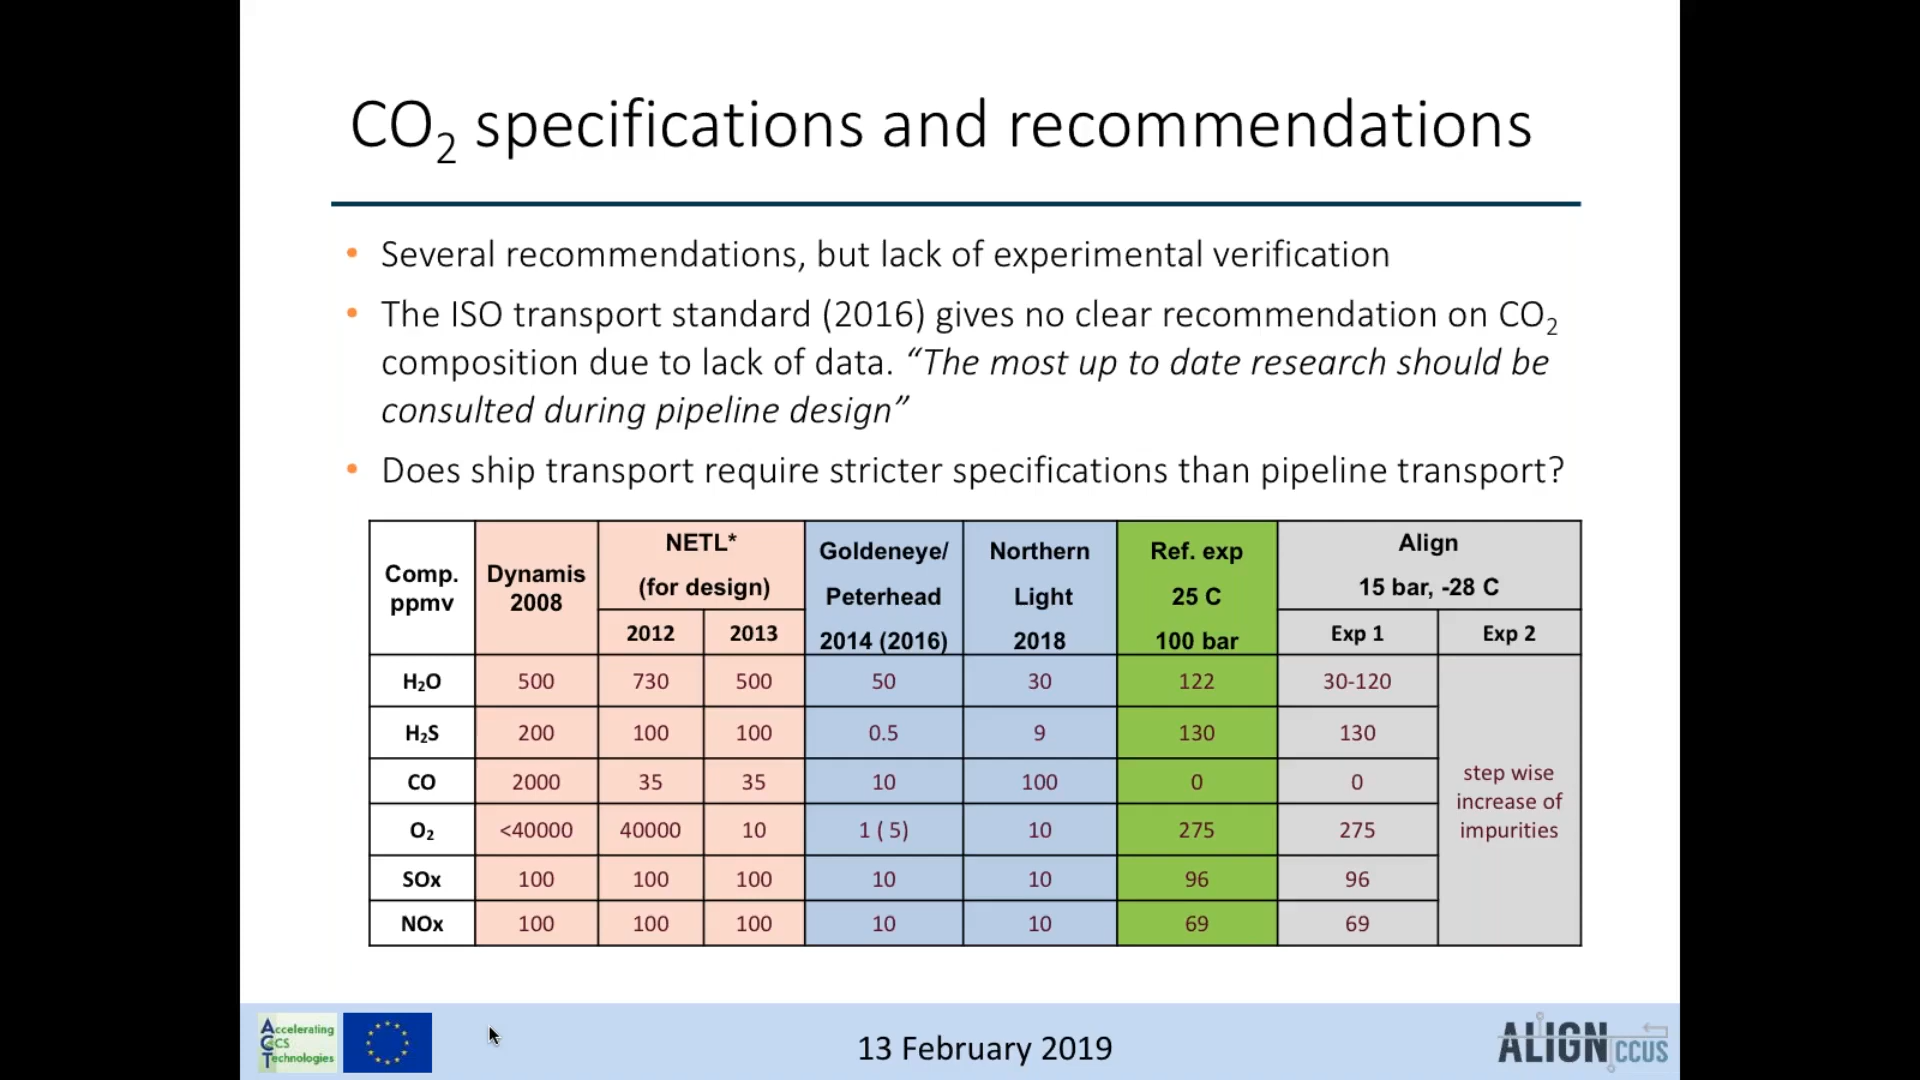 CO2 specifications and recommendations
• Several recommendations, but lack of experimental verification
• The ISO transport standard (2016) gives no clear recommendation on CO2
composition due to lack of data. “The most up to date research should be
consulted during pipeline design”
• Does ship transport require stricter specifications than pipeline transport?
Comp. ppmv Dynamis 2008 NETL* (for design) Goldeneye/ Peterhead 2014 (2016) Northern Light 2018 Ref. exp 25 C 100 bar Align 15 bar, -28 C
2012 2013 Exp 1 Exp 2
H2O 500 730 500 50 30 122 30-120
H2S 200 100 100 0.5 9 130 130
CO 2000 35 35 10 100 0 0
O2 <40000 40000 10 1 ( 5) 10 275 275
SOx 100 100 100 10 10 96 96
NOx 100 100 100 10 10 69 69
step wise
increase of
impurities
Accelerating
CCS
Technologies
13 February 2019
ALIGN CCUS